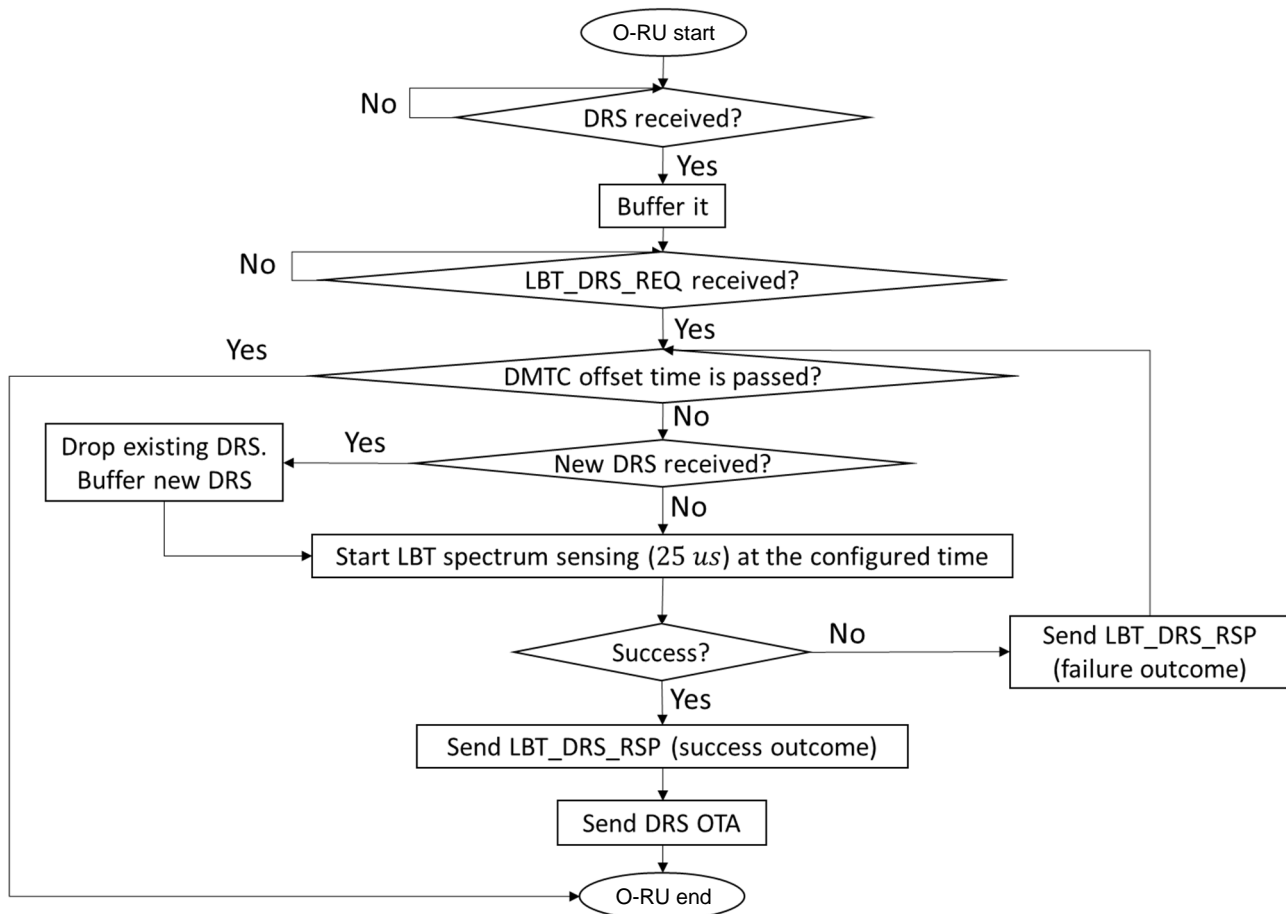 O-RU start
No
DRS received?
Yes
Buffer it
No
LBT_DRS_REQ received?
Yes
Yes
DMTC offset time is passed?
No
Drop existing DRS.
Buffer new DRS
Yes
New DRS received?
No
Start LBT spectrum sensing (25 us) at the configured time
Success?
No
Send LBT_DRS_RSP
(failure outcome)
Yes
Send LBT_DRS_RSP (success outcome)
Send DRS OTA
O-RU end